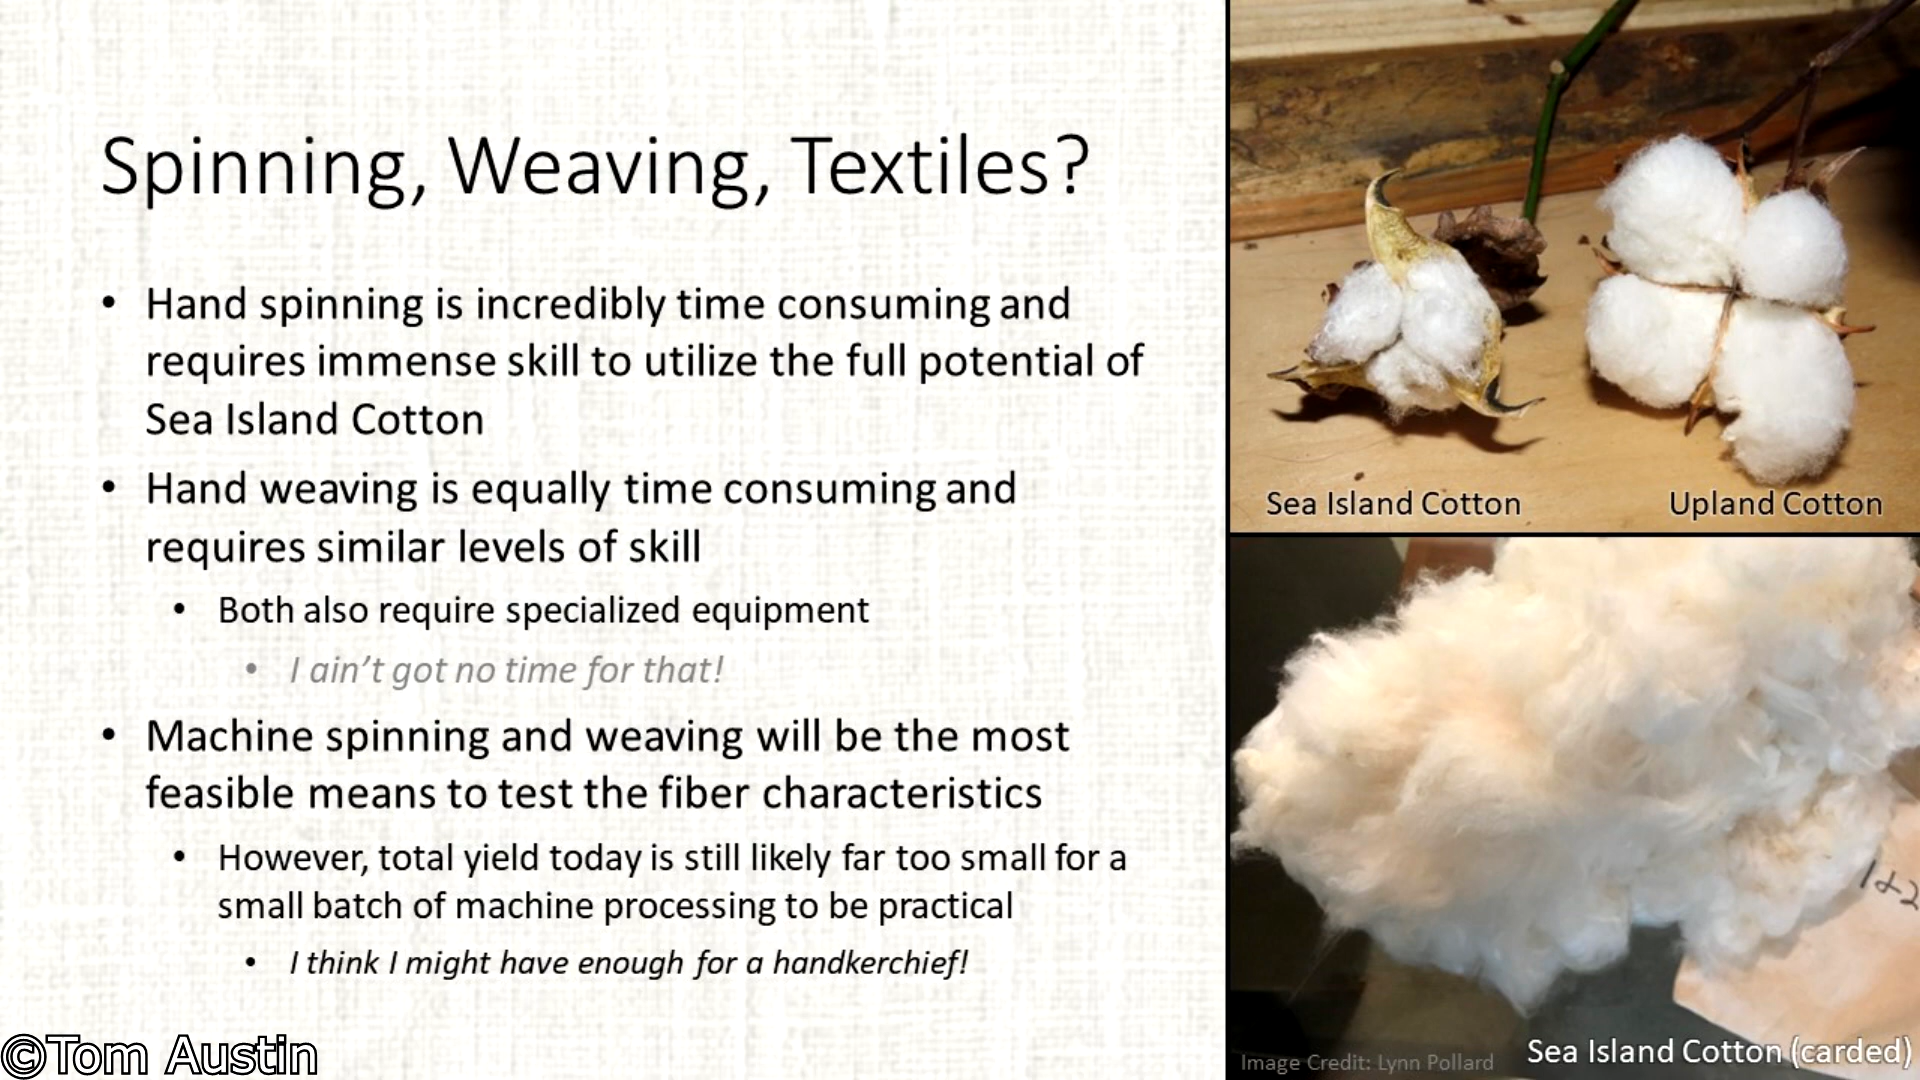 Spinning, Weaving, Textiles?
• Hand spinning is incredibly time consuming and
requires immense skill to utilize the full potential of
Sea Island Cotton
• Hand weaving is equally time consuming and
requires similar levels of skill
• Both also require specialized equipment
• I ain’t got no time for that!
• Machine spinning and weaving will be the most
feasible means to test the fiber characteristics
• However, total yield today is still likely far too small for a
small batch of machine processing to be practical
• I think I might have enough for a handkerchief!
©Tom Austin
Sea Island Cotton
Upland Cotton
1+2
Image Credit: Lynn Pollard
Sea Island Cotton (carded)